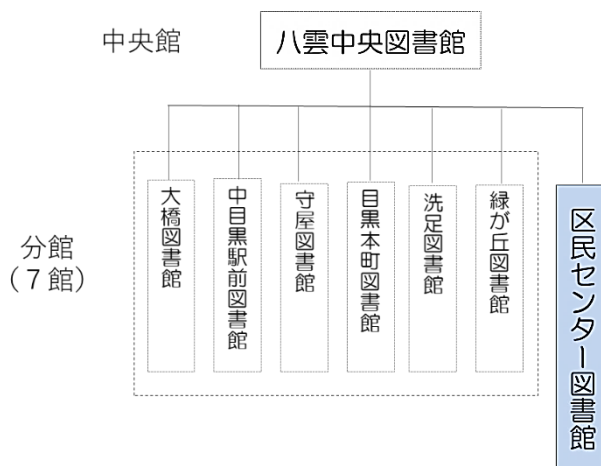 中央館
八雲中央図書館
分館
(７館)
大橋図書館
中目黒駅前図書館
守屋図書館
目黒本町図書館
洗足図書館
緑が丘図書館
区民センター図書館